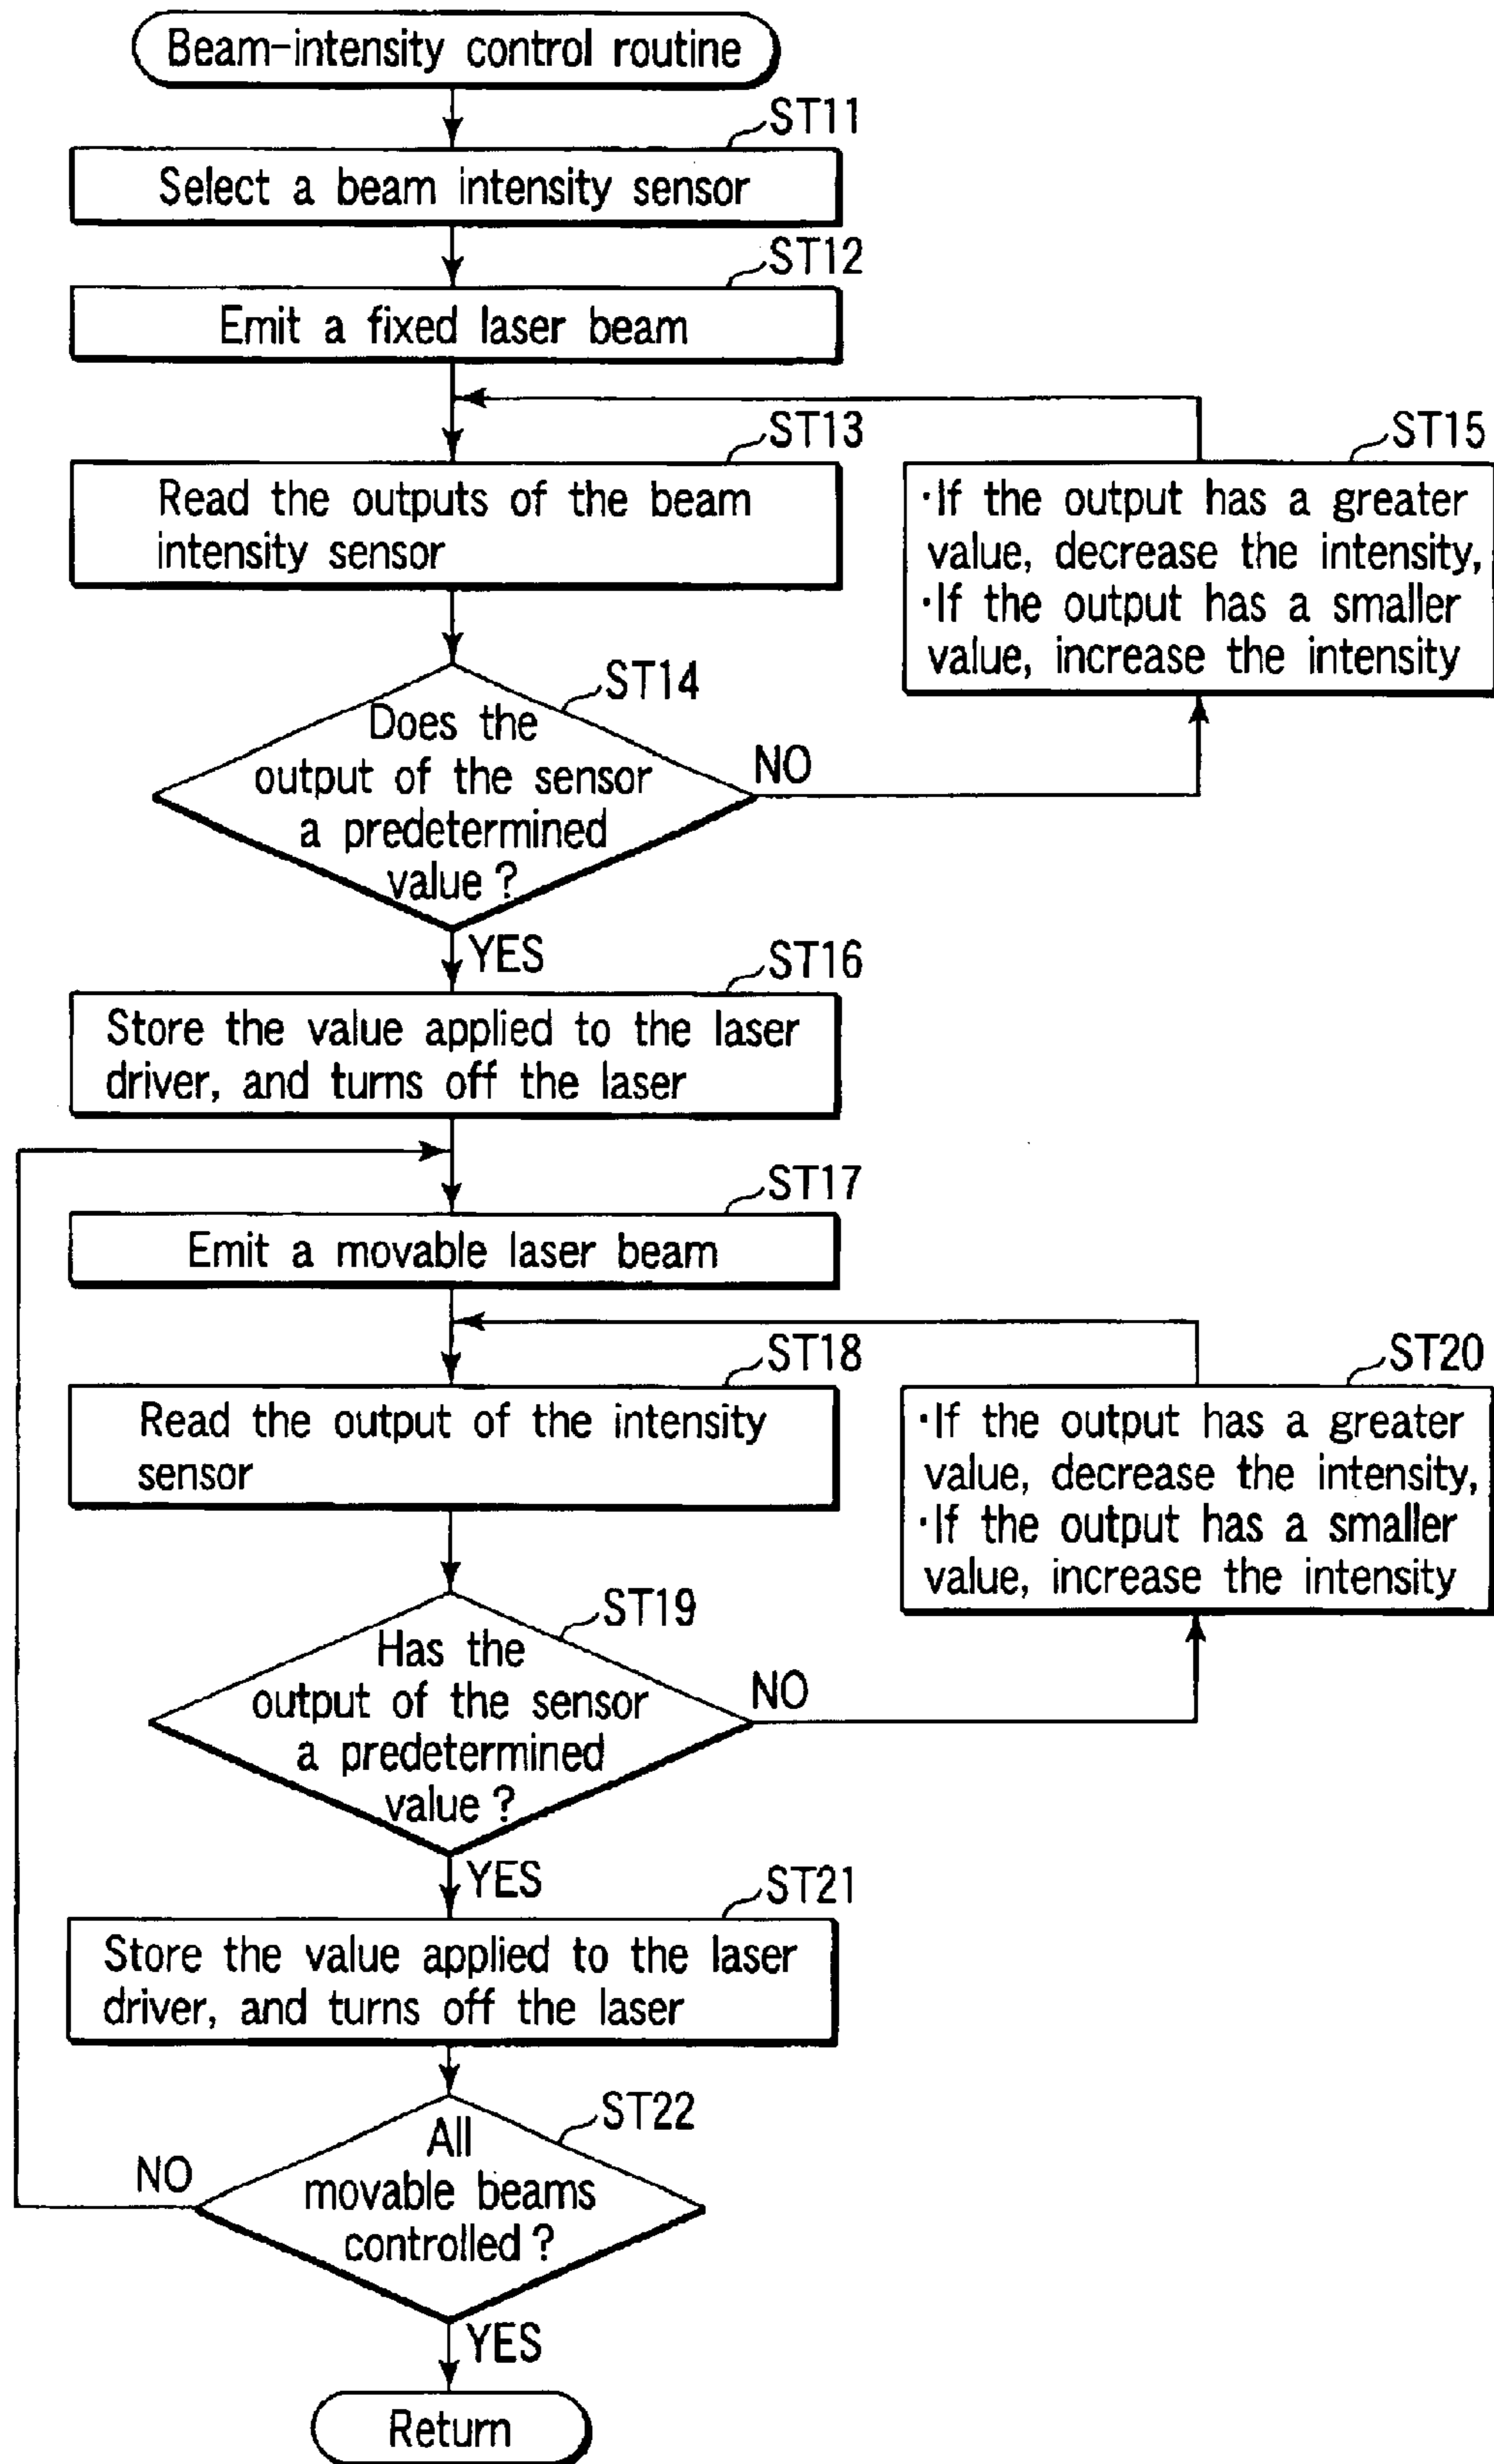 Beam-intensity control routine
ST11
Select a beam intensity sensor
ST12
Emit a fixed laser beam
ST13
Read the outputs of the beam
intensity sensor
ST15
·If the output has a greater
value, decrease the intensity,
·If the output has a smaller
value, increase the intensity
ST14
Does the
output of the sensor
a predetermined
value ?
NO
YES
ST16
Store the value applied to the laser
driver, and turns off the laser
ST17
Emit a movable laser beam
ST18
Read the output of the intensity
sensor
ST20
·If the output has a greater
value, decrease the intensity,
·If the output has a smaller
value, increase the intensity
ST19
Has the
output of the sensor
a predetermined
value ?
NO
YES
ST21
Store the value applied to the laser
driver, and turns off the laser
ST22
All
movable beams
controlled ?
NO
YES
Return